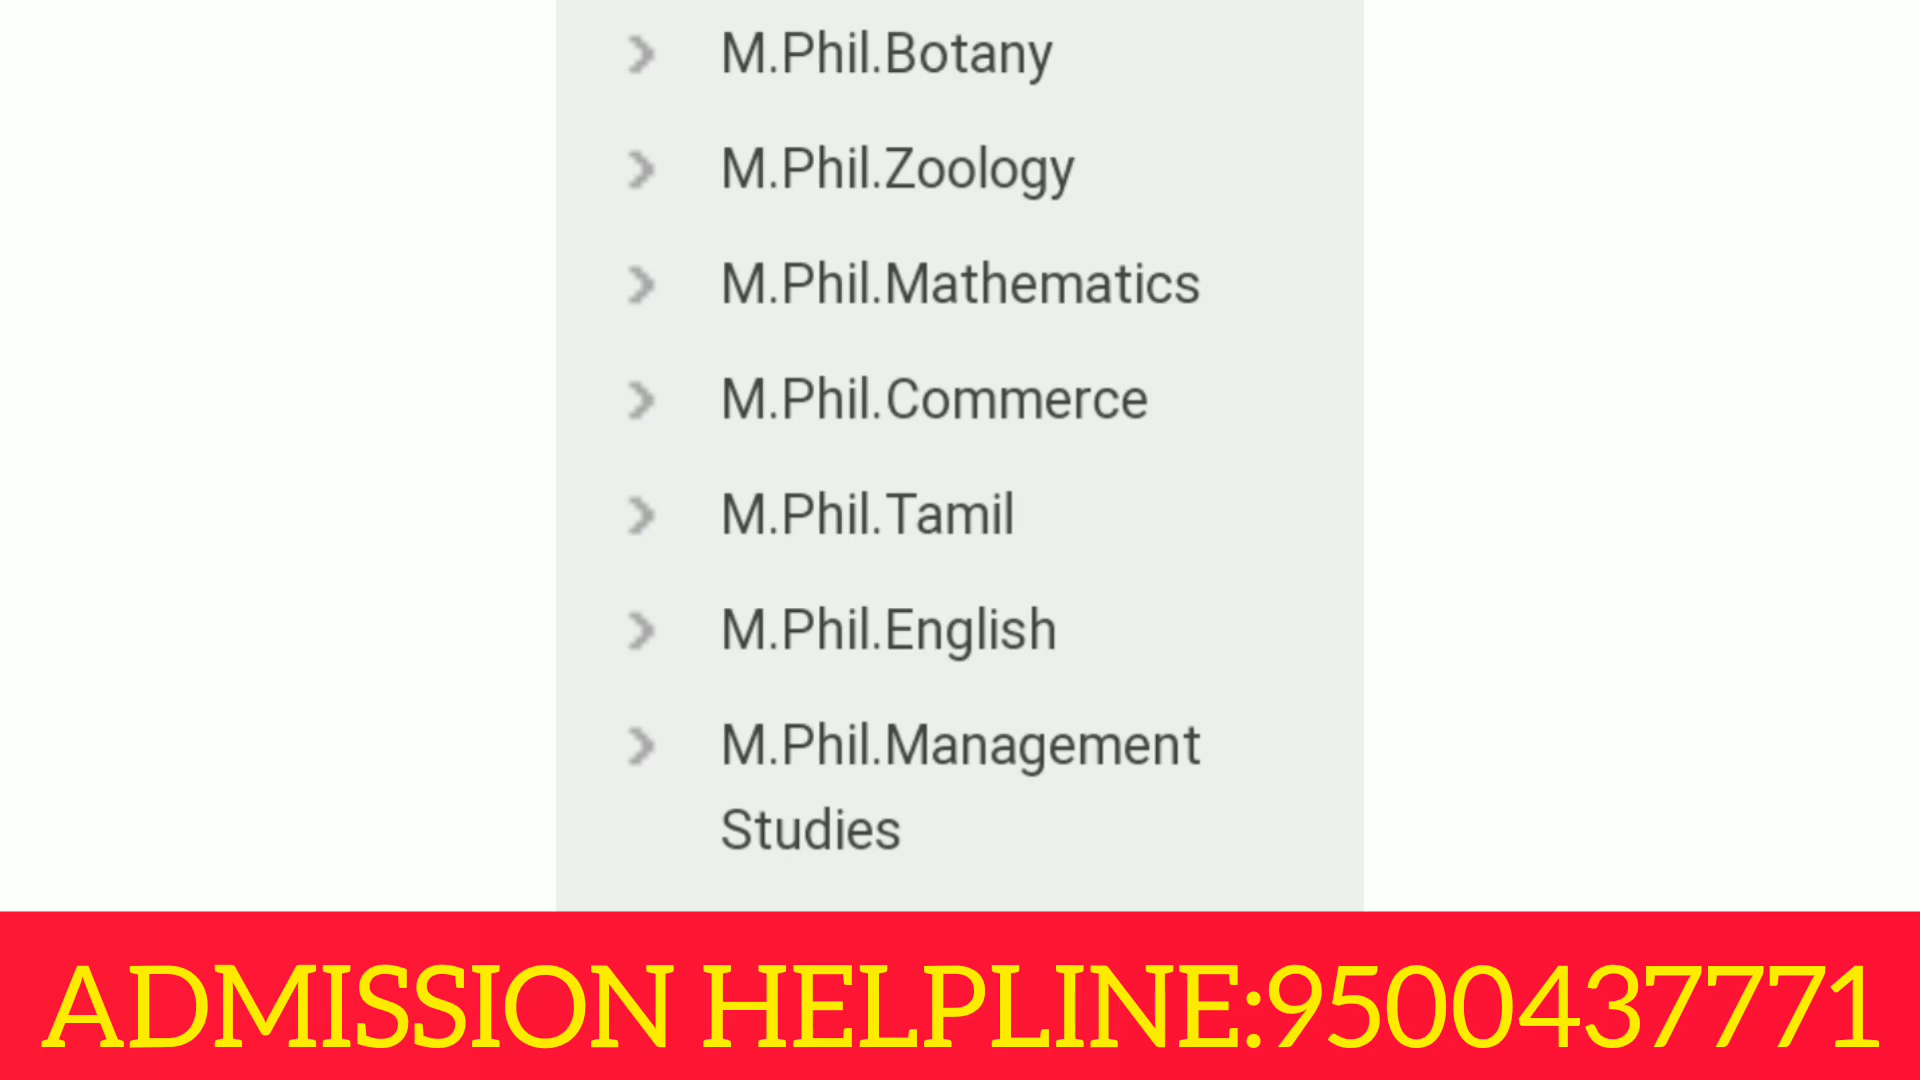 M.Phil.Botany
M.Phil.Zoology
M.Phil.Mathematics
M.Phil.Commerce
M.Phil.Tamil
M.Phil.English
M.Phil.Management
Studies
ADMISSION HELPLINE:9500437771